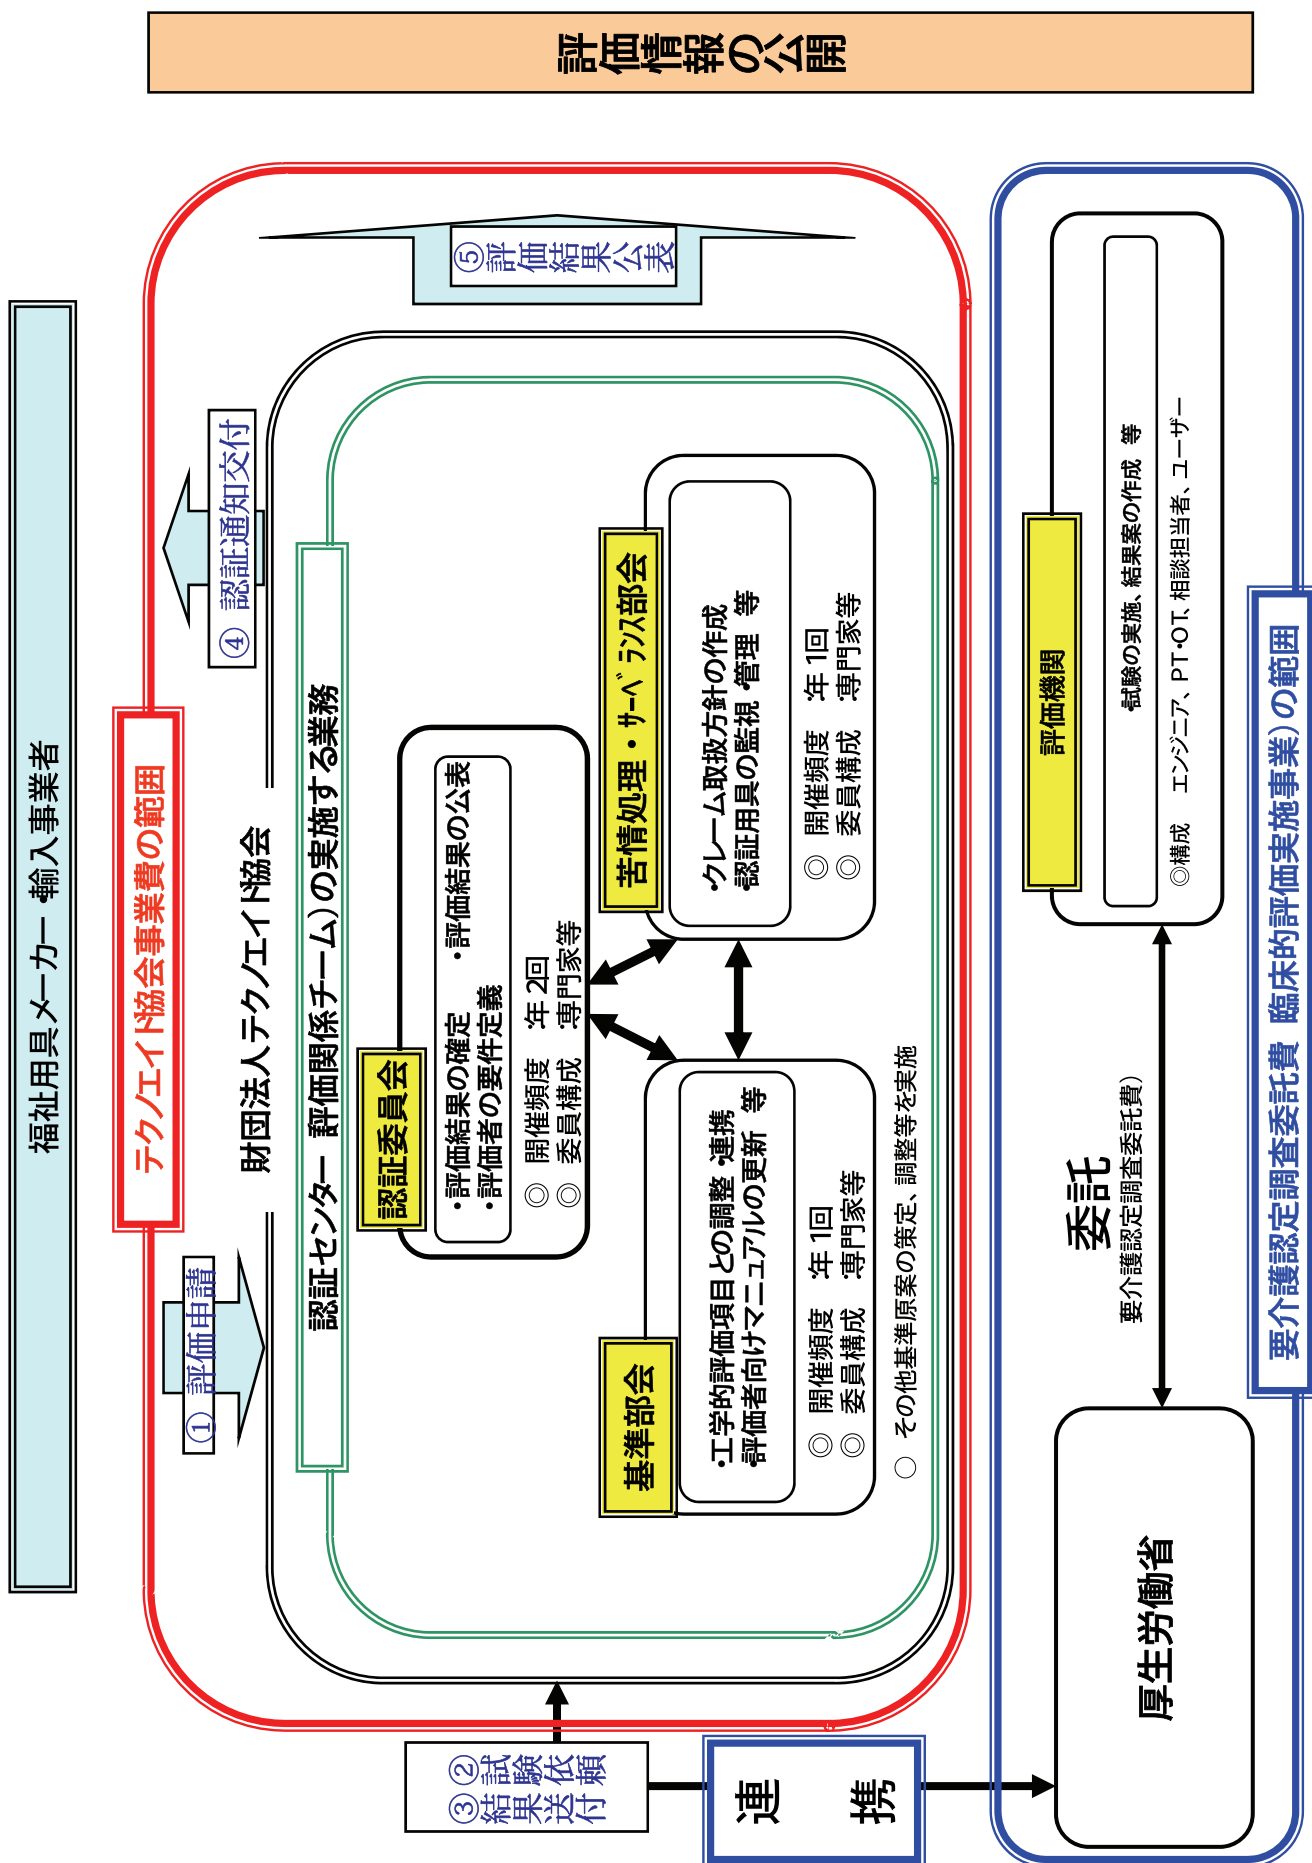 福祉用具メーカー・輸入事業者
① 評価申請
④ 認証通知交付
テクノエイド協会事業費の範囲
財団法人テクノエイド協会
認証センター 評価関係チーム)の実施する業務
認証委員会
・評価結果の確定 ・評価結果の公表
・評価者の要件定義
◎ 開催頻度 :年 2回
◎ 委員構成 :専門家等
基準部会
・工学的評価項目との調整・連携
・評価者向けマニュアルの更新 等
◎ 開催頻度 :年 1回
◎ 委員構成 :専門家等
○ その他基準原案の策定、調整等を実施
苦情処理・サーベランス部会
・クレーム取扱方針の作成
・認証用具の監視・管理 等
◎ 開催頻度 :年 1回
◎ 委員構成 :専門家等
⑤評価結果公表
評価情報の公開
②試験依頼
③結果送付
連携
厚生労働省
委託
要介護認定調査委託費)
評価機関
・試験の実施、結果案の作成 等
◎構成 エンジニア、PT・OT、相談担当者、ユーザー
要介護認定調査委託費 臨床的評価実施事業)の範囲